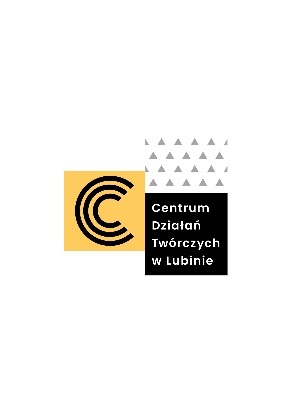 Centrum
Działań
Twórczych
w Lubinie